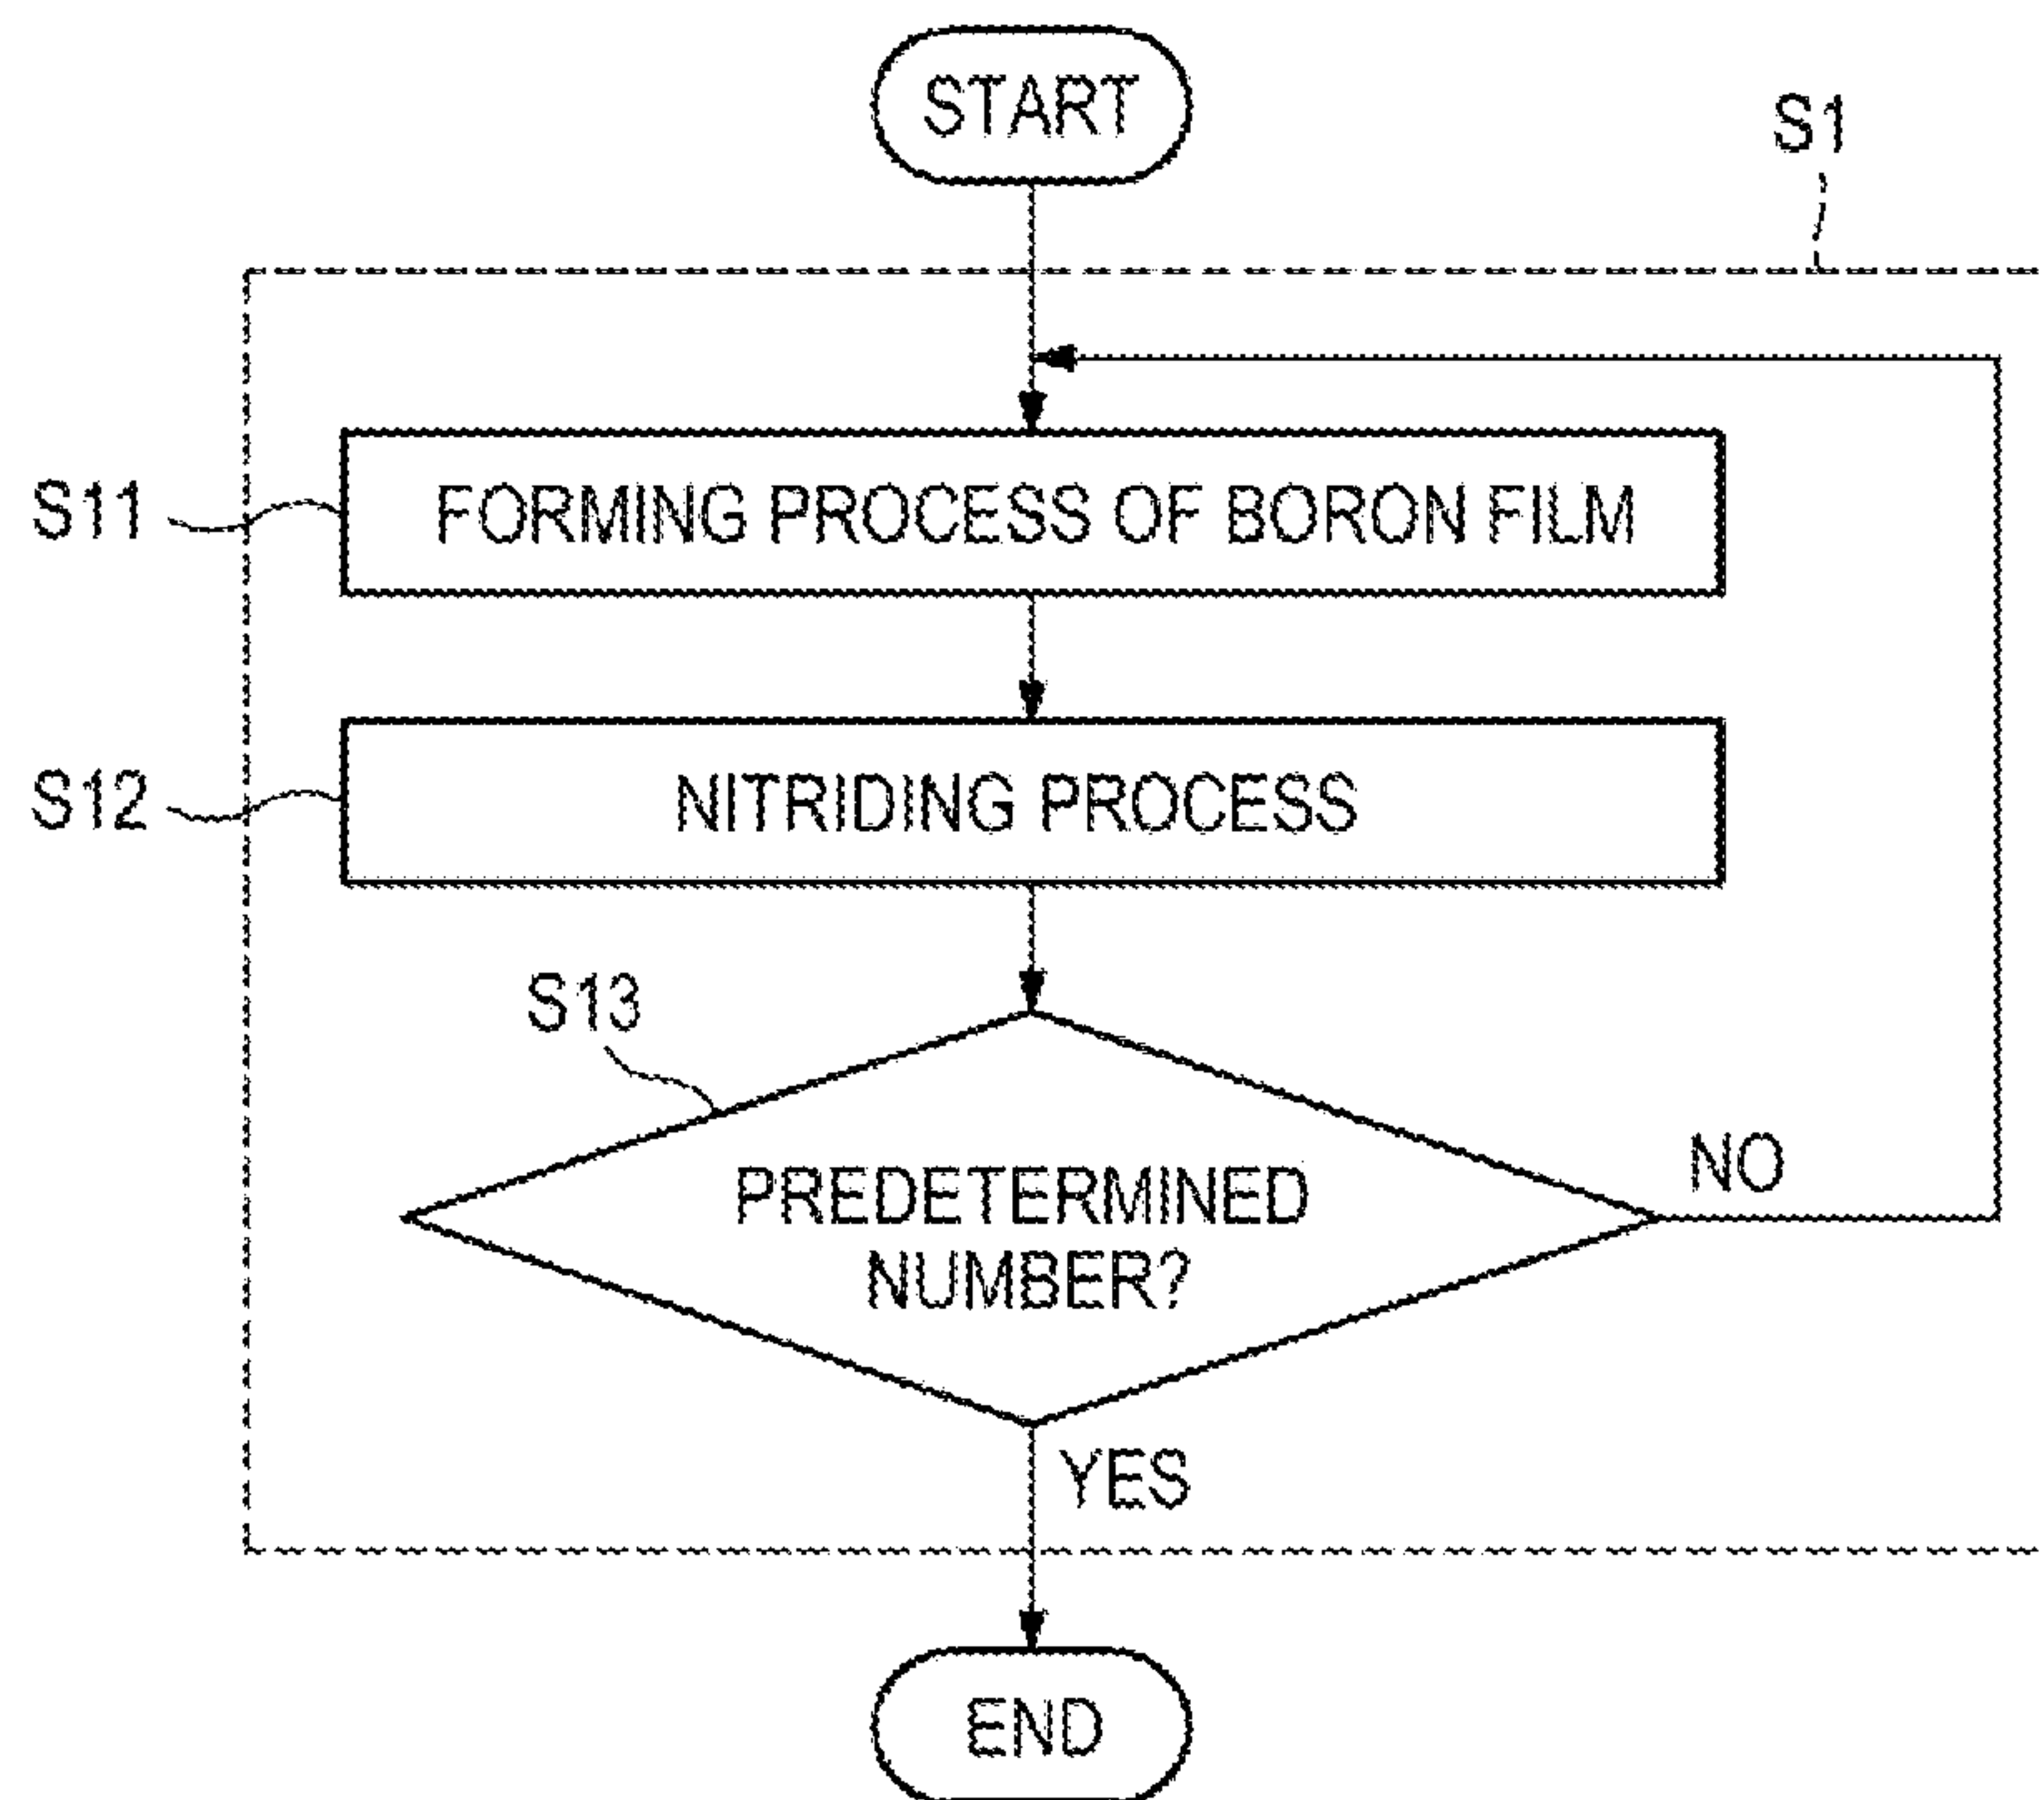 START
S1
S11
FORMING PROCESS OF BORON FILM
S12
NITRIDING PROCESS
S13
PREDETERMINED
NUMBER?
NO
YES
END